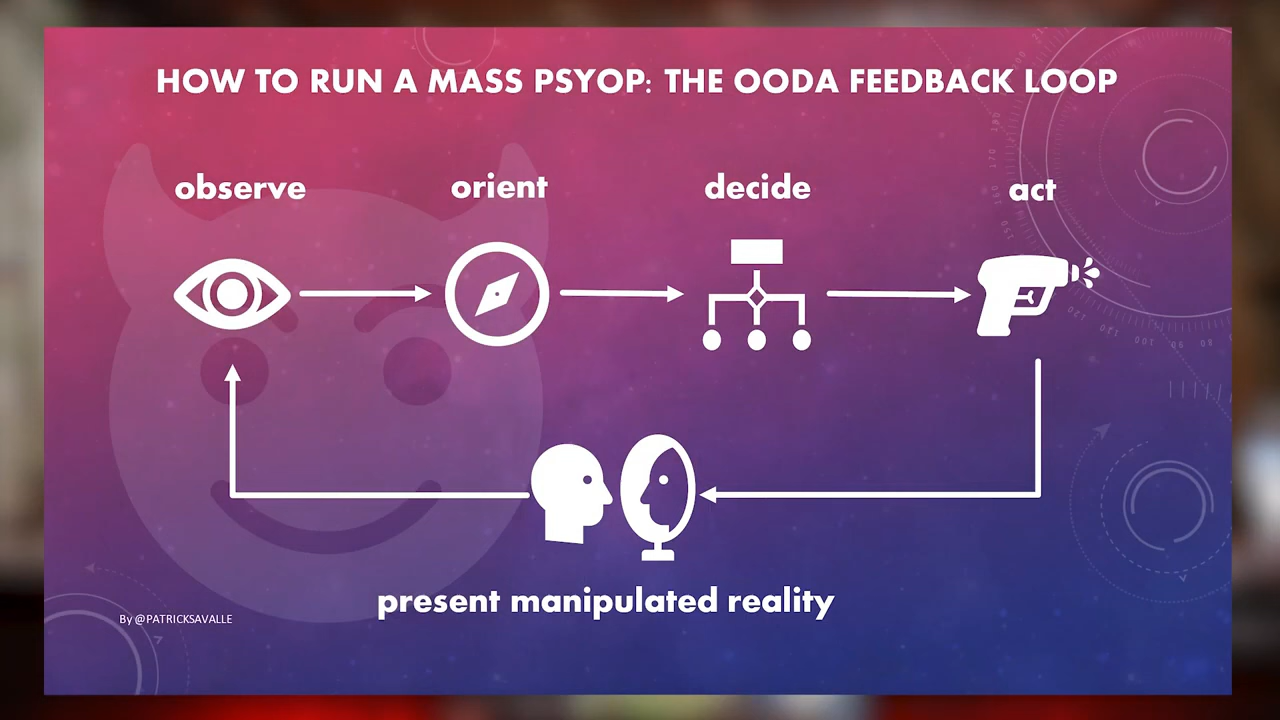 HOW TO RUN A MASS PSYOP: THE OODA FEEDBACK LOOP
observe
orient
decide
act
present manipulated reality
By @PATRICKSAVALLE